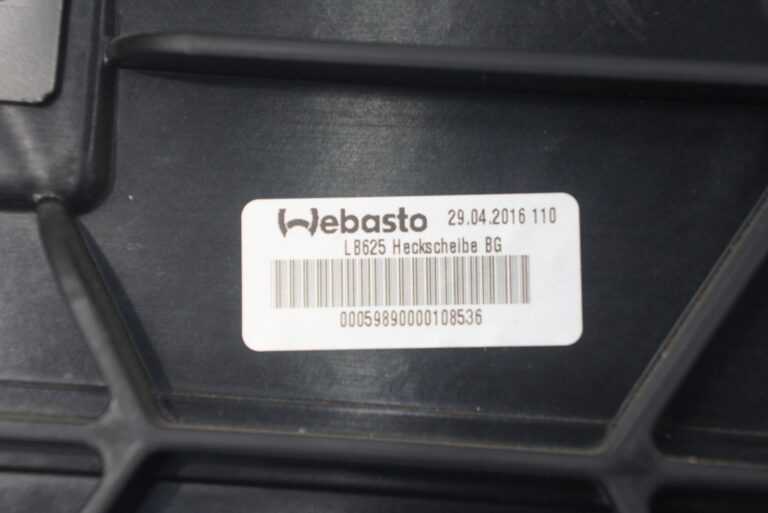 Webasto 29.04.2016 110
LB625 Heckscheibe BG
00059890000108536